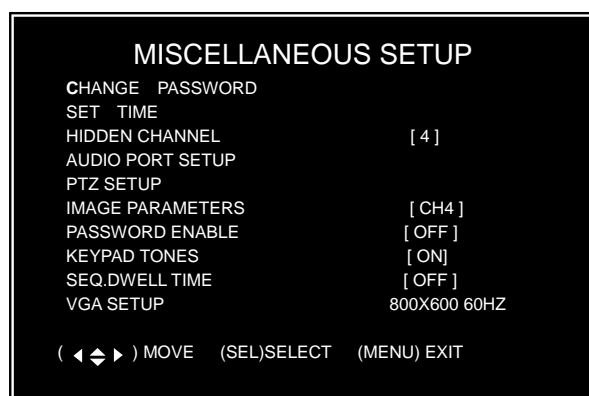 MISCELLANEOUS SETUP
CHANGE PASSWORD
SET TIME
HIDDEN CHANNEL [ 4 ]
AUDIO PORT SETUP
PTZ SETUP
IMAGE PARAMETERS [ CH4 ]
PASSWORD ENABLE [ OFF ]
KEYPAD TONES [ ON]
SEQ.DWELL TIME [ OFF ]
VGA SETUP 800X600 60HZ
( ◀ ▲▼ ▶ ) MOVE (SEL)SELECT (MENU) EXIT